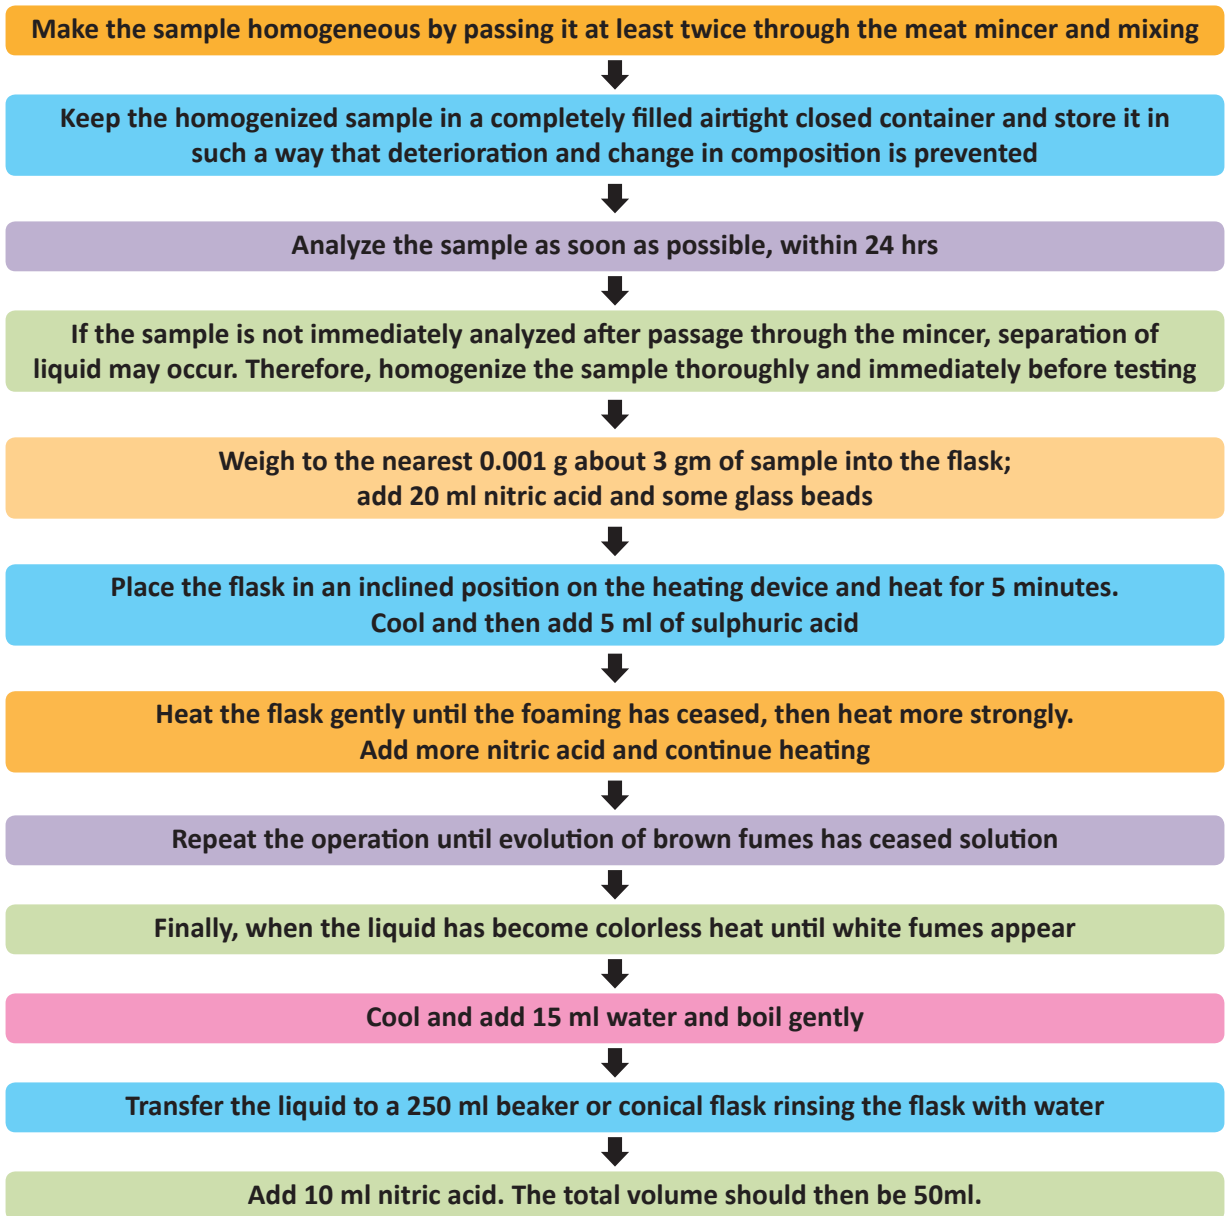 Make the sample homogeneous by passing it at least twice through the meat mincer and mixing
Keep the homogenized sample in a completely filled airtight closed container and store it in
such a way that deterioration and change in composition is prevented
Analyze the sample as soon as possible, within 24 hrs
If the sample is not immediately analyzed after passage through the mincer, separation of
liquid may occur. Therefore, homogenize the sample thoroughly and immediately before testing
Weigh to the nearest 0.001 g about 3 gm of sample into the flask;
add 20 ml nitric acid and some glass beads
Place the flask in an inclined position on the heating device and heat for 5 minutes.
Cool and then add 5 ml of sulphuric acid
Heat the flask gently until the foaming has ceased, then heat more strongly.
Add more nitric acid and continue heating
Repeat the operation until evolution of brown fumes has ceased solution
Finally, when the liquid has become colorless heat until white fumes appear
Cool and add 15 ml water and boil gently
Transfer the liquid to a 250 ml beaker or conical flask rinsing the flask with water
Add 10 ml nitric acid. The total volume should then be 50ml.